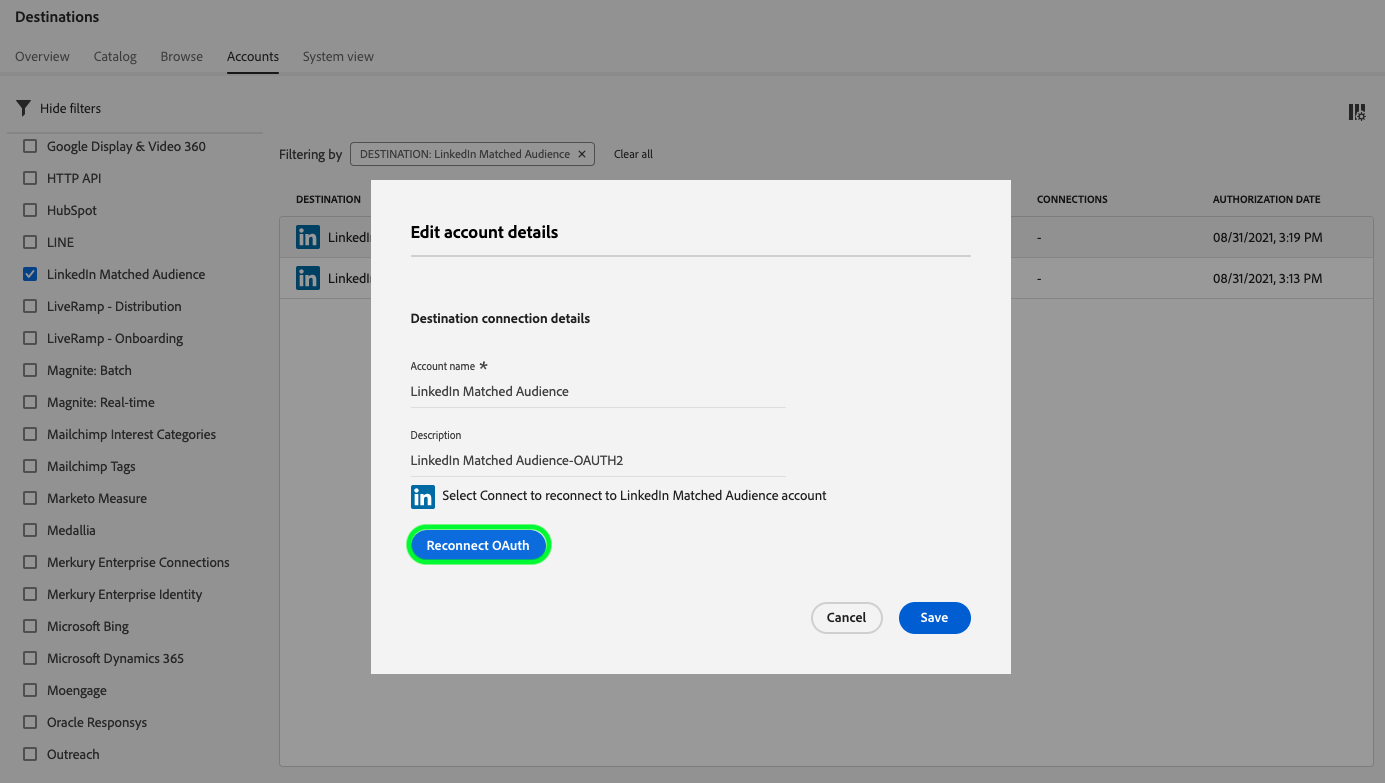 Destinations
Overview Catalog Browse Accounts System view
Hide filters
Google Display & Video 360
HTTP API
HubSpot
LINE
LinkedIn Matched Audience
LiveRamp - Distribution
LiveRamp - Onboarding
Magnite: Batch
Magnite: Real-time
Mailchimp Interest Categories
Mailchimp Tags
Marketo Measure
Medallia
Merkury Enterprise Connections
Merkury Enterprise Identity
Microsoft Bing
Microsoft Dynamics 365
Moengage
Oracle Responsys
Outreach
Filtering by DESTINATION: LinkedIn Matched Audience × Clear all
DESTINATION CONNECTIONS AUTHORIZATION DATE
in LinkedI - 08/31/2021, 3:19 PM
in LinkedI - 08/31/2021, 3:13 PM
Edit account details
Destination connection details
Account name *
LinkedIn Matched Audience
Description
LinkedIn Matched Audience-OAUTH2
in Select Connect to reconnect to LinkedIn Matched Audience account
Reconnect OAuth
Cancel Save